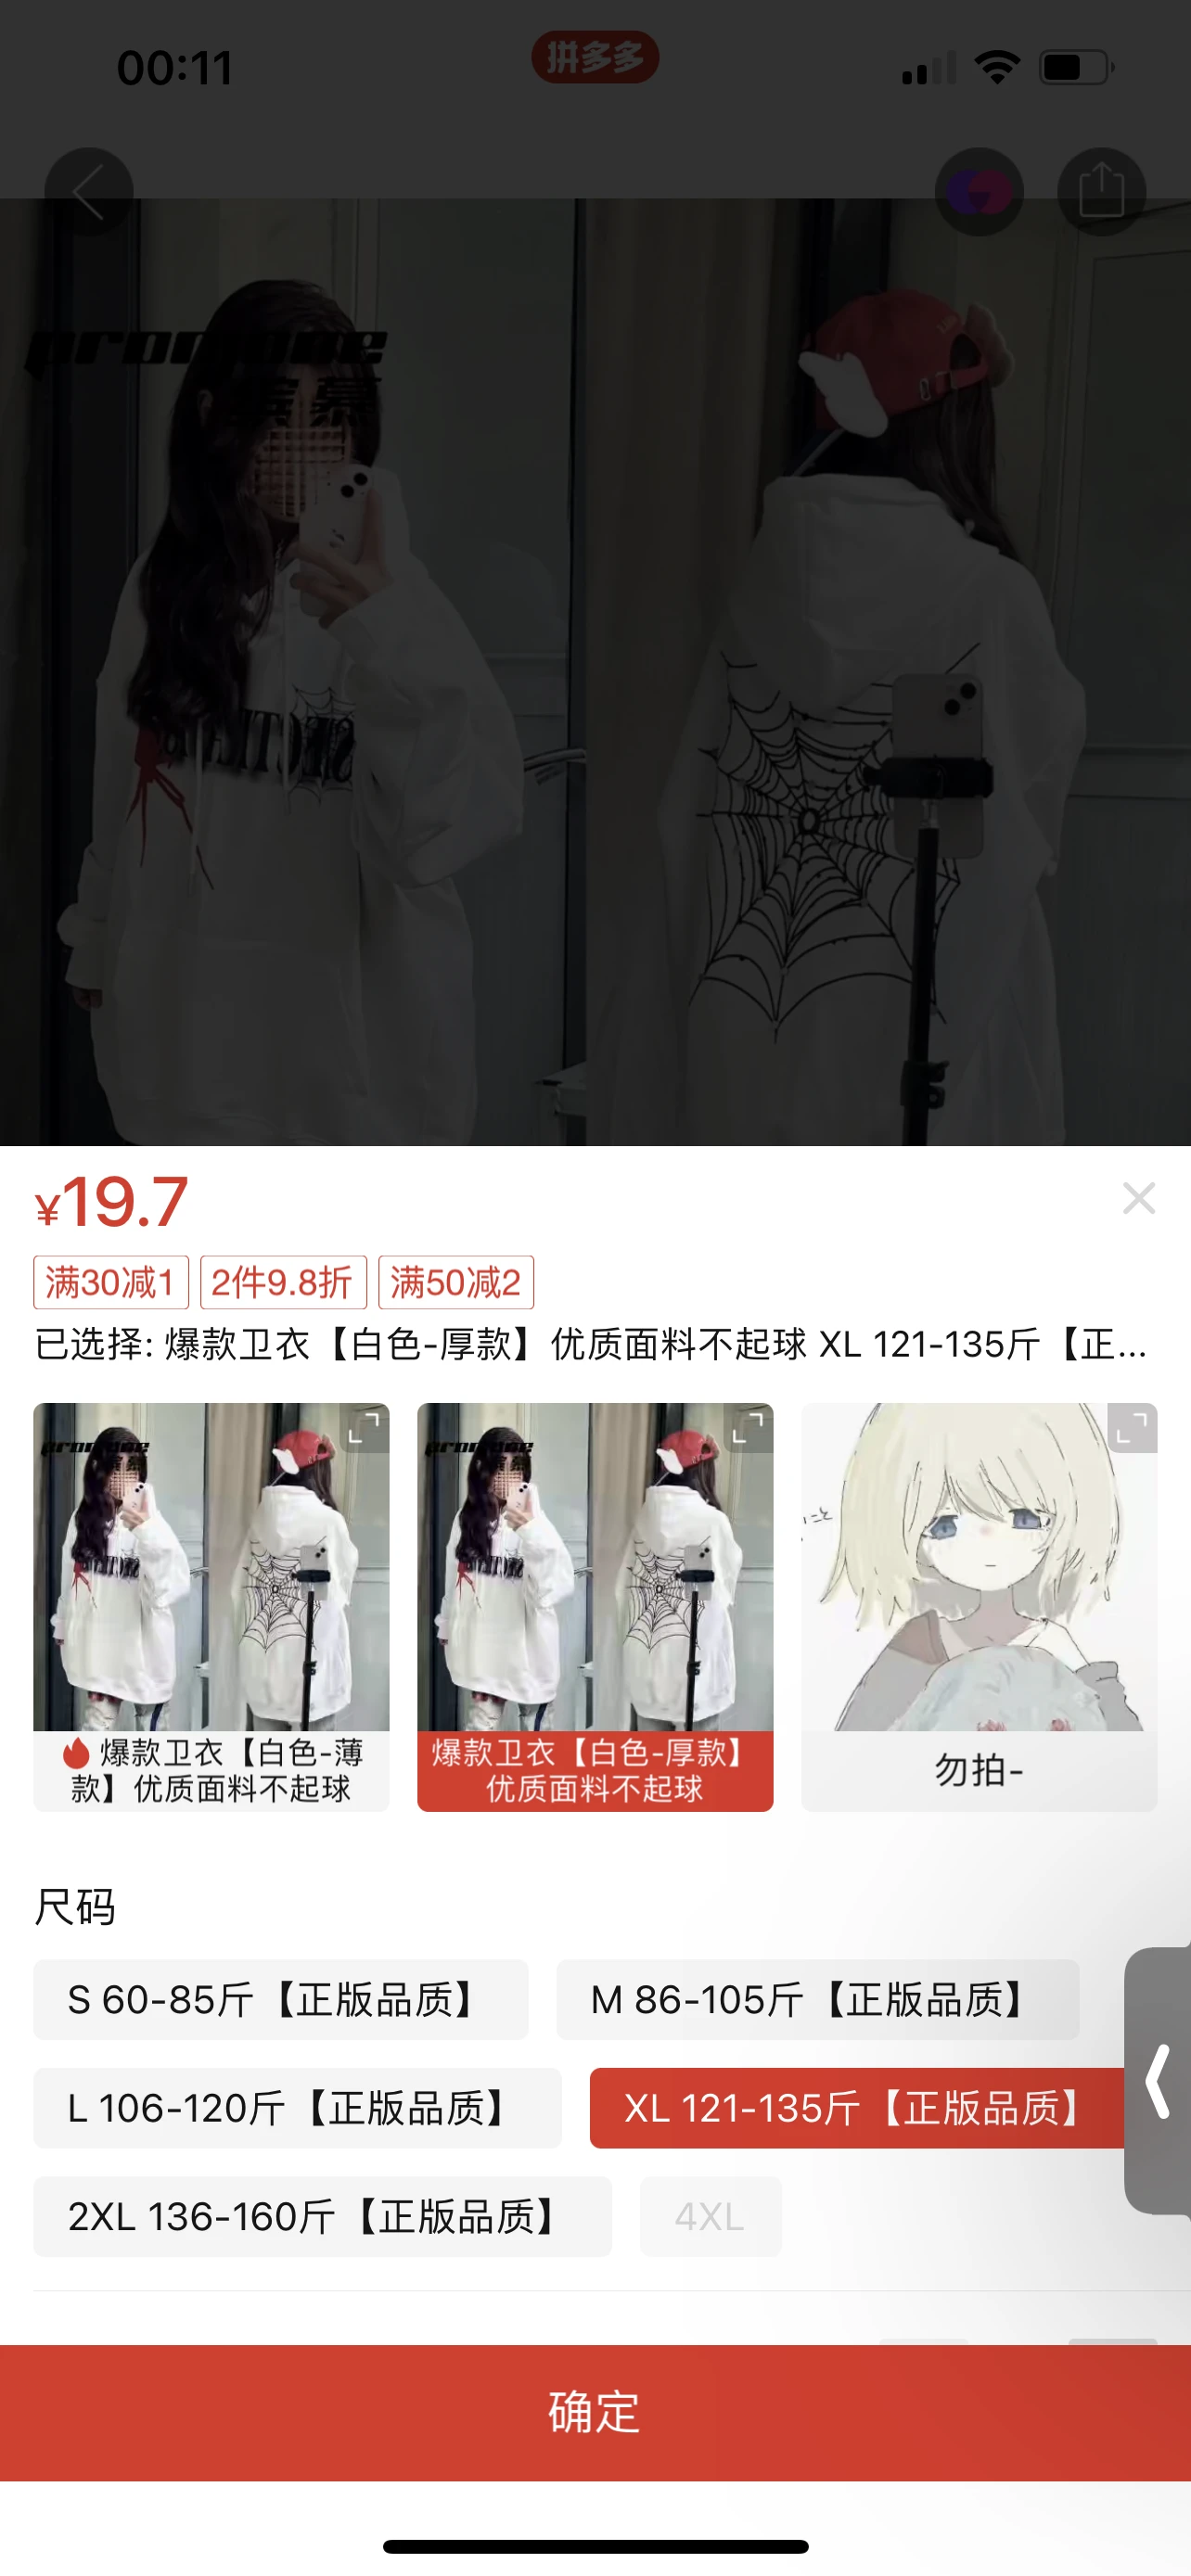 00:11
拼多多
¥19.7
满30减1 2件9.8折 满50减2
已选择: 爆款卫衣【白色-厚款】优质面料不起球 XL 121-135斤【正...
爆款卫衣【白色-薄
款】优质面料不起球
爆款卫衣【白色-厚款】
优质面料不起球
勿拍-
尺码
S 60-85斤【正版品质】 M 86-105斤【正版品质】
L 106-120斤【正版品质】 XL 121-135斤【正版品质】
2XL 136-160斤【正版品质】 4XL
确定